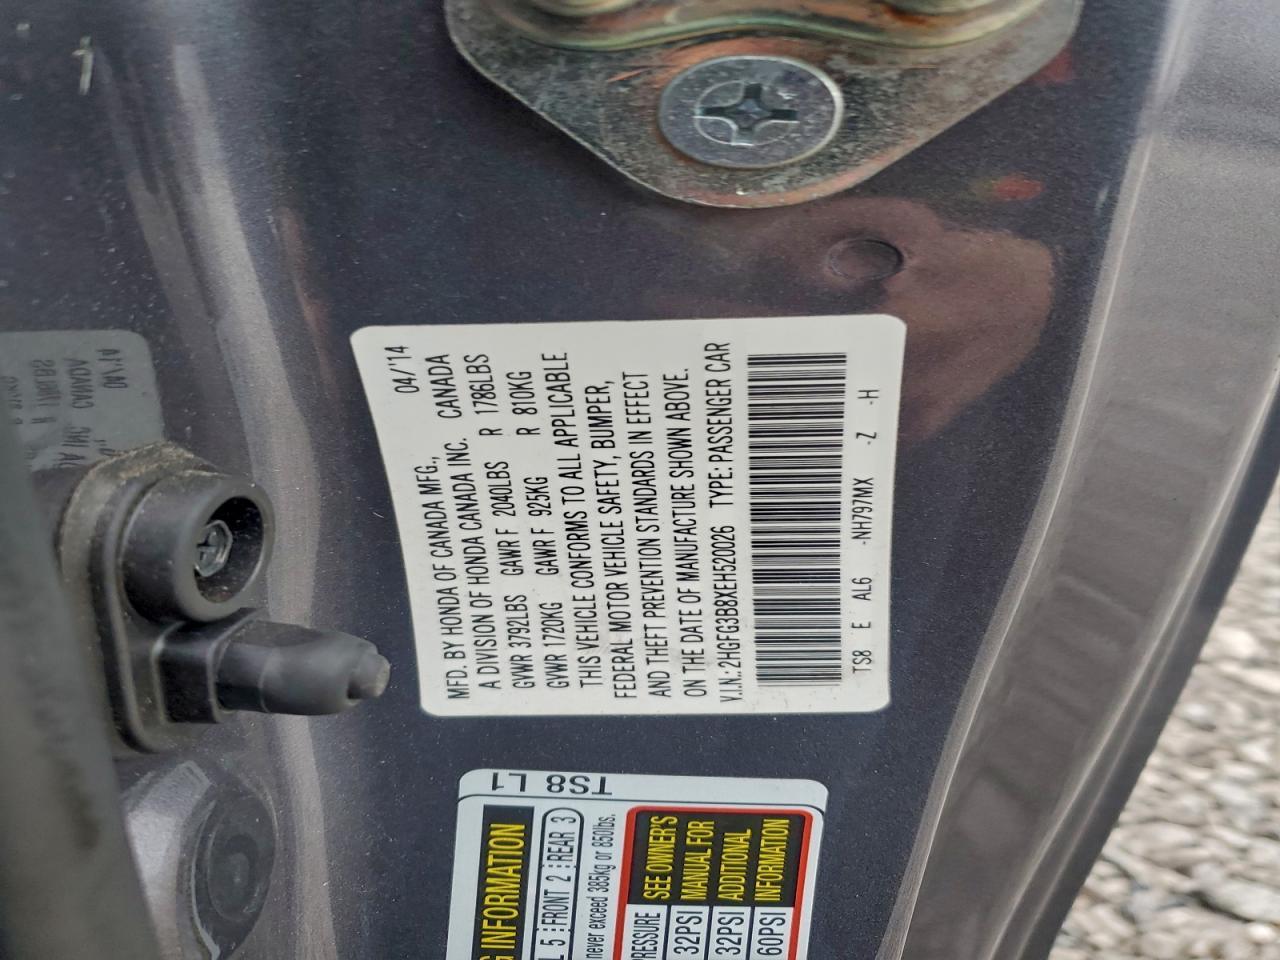 MFD. BY HONDA OF CANADA MFG., 04/'14
A DIVISION OF HONDA CANADA INC. CANADA
GVWR 3792LBS GAWR F 2040LBS R 1786LBS
GVWR 1720KG GAWR F 925KG R 810KG
THIS VEHICLE CONFORMS TO ALL APPLICABLE
FEDERAL MOTOR VEHICLE SAFETY, BUMPER,
AND THEFT PREVENTION STANDARDS IN EFFECT
ON THE DATE OF MANUFACTURE SHOWN ABOVE.
V.I.N.: 2HGFG3B8XEH520026 TYPE: PASSENGER CAR
TS8 E AL6 -NH797MX -Z -H
TS8 L1
G INFORMATION
L 5 FRONT 2 REAR 3
never exceed 385kg or 850lbs.
PRESSURE SEE OWNER'S
32PSI MANUAL FOR
32PSI ADDITIONAL
60PSI INFORMATION